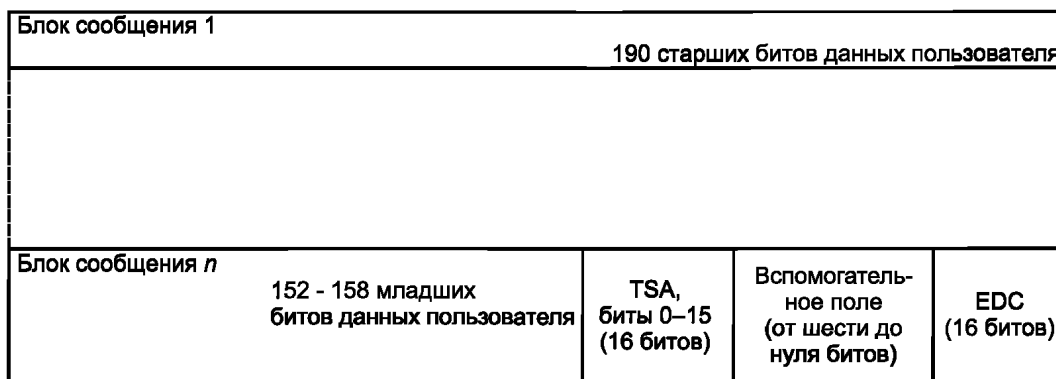 Блок сообщения 1
190 старших битов данных пользователя
Блок сообщения n
152 - 158 младших
битов данных пользователя
TSA,
биты 0–15
(16 битов)
Вспомогатель-
ное поле
(от шести до
нуля битов)
EDC
(16 битов)